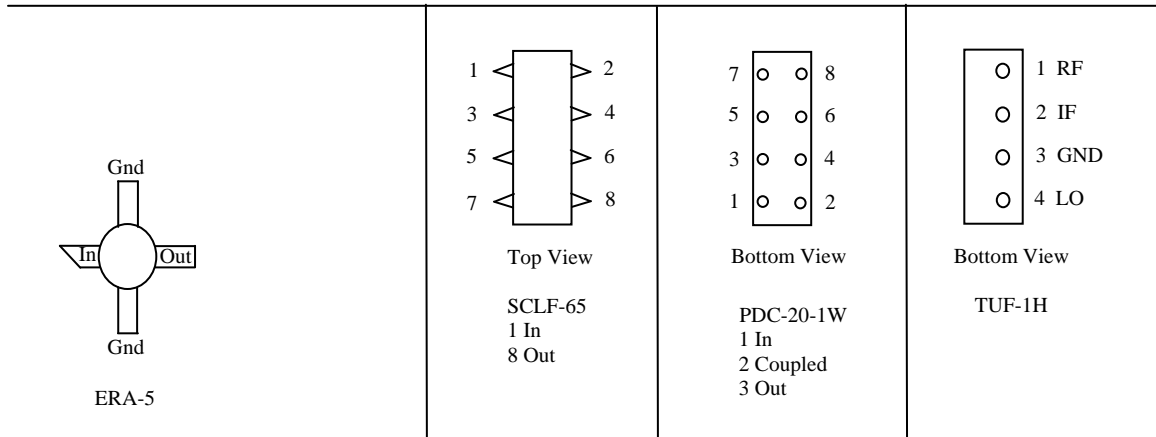 Gnd
In Out
Gnd
ERA-5
1 2
3 4
5 6
7 8
Top View
SCLF-65
1 In
8 Out
7 8
5 6
3 4
1 2
Bottom View
PDC-20-1W
1 In
2 Coupled
3 Out
1 RF
2 IF
3 GND
4 LO
Bottom View
TUF-1H